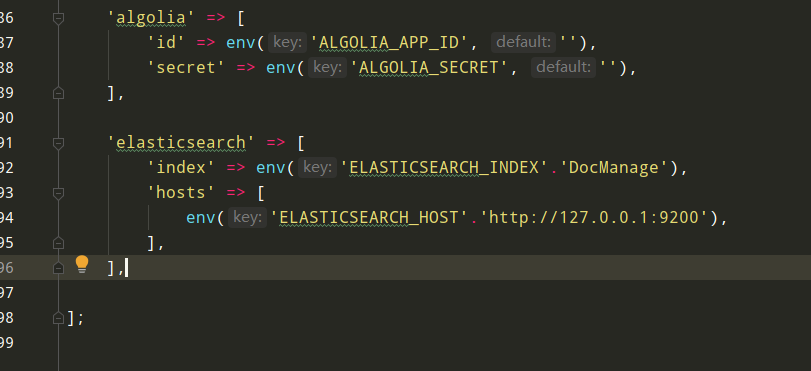 86 'algolia' => [
87 'id' => env( key: 'ALGOLIA_APP_ID', default: ''),
88 'secret' => env( key: 'ALGOLIA_SECRET', default: ''),
89 ],
90
91 'elasticsearch' => [
92 'index' => env( key: 'ELASTICSEARCH_INDEX'.'DocManage'),
93 'hosts' => [
94 env( key: 'ELASTICSEARCH_HOST'.'http://127.0.0.1:9200'),
95 ],
96 ],
97
98 ];
99